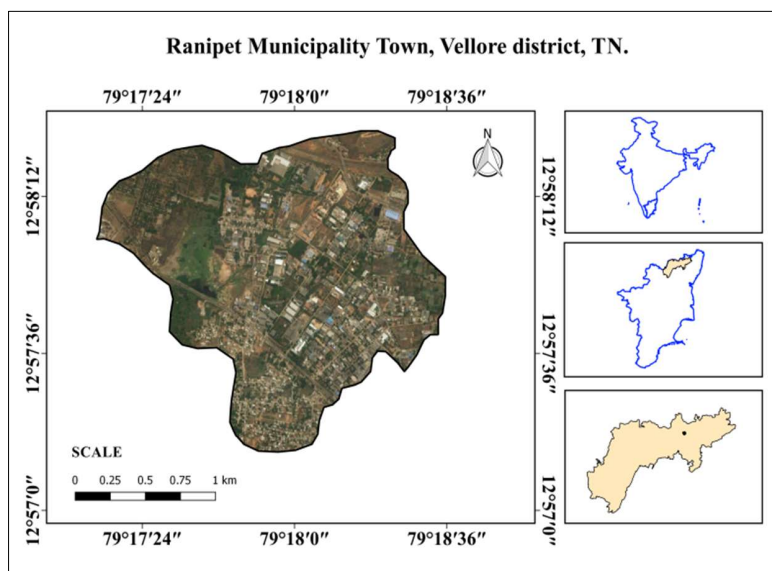 Ranipet Municipality Town, Vellore district, TN.
79°17′24″ 79°18′0″ 79°18′36″
N
12°58′12″ 12°58′12″
12°57′36″ 12°57′36″
SCALE
0 0.25 0.5 0.75 1 km
12°57′0″ 12°57′0″
79°17′24″ 79°18′0″ 79°18′36″